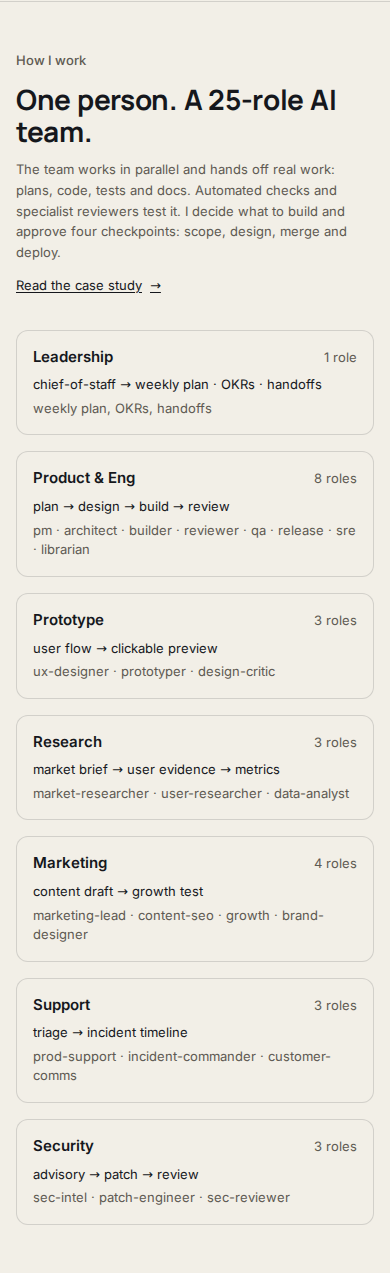 How I work
One person. A 25-role AI
team.
The team works in parallel and hands off real work:
plans, code, tests and docs. Automated checks and
specialist reviewers test it. I decide what to build and
approve four checkpoints: scope, design, merge and
deploy.
Read the case study →
Leadership 1 role
chief-of-staff → weekly plan · OKRs · handoffs
weekly plan, OKRs, handoffs
Product & Eng 8 roles
plan → design → build → review
pm · architect · builder · reviewer · qa · release · sre
· librarian
Prototype 3 roles
user flow → clickable preview
ux-designer · prototyper · design-critic
Research 3 roles
market brief → user evidence → metrics
market-researcher · user-researcher · data-analyst
Marketing 4 roles
content draft → growth test
marketing-lead · content-seo · growth · brand-
designer
Support 3 roles
triage → incident timeline
prod-support · incident-commander · customer-
comms
Security 3 roles
advisory → patch → review
sec-intel · patch-engineer · sec-reviewer